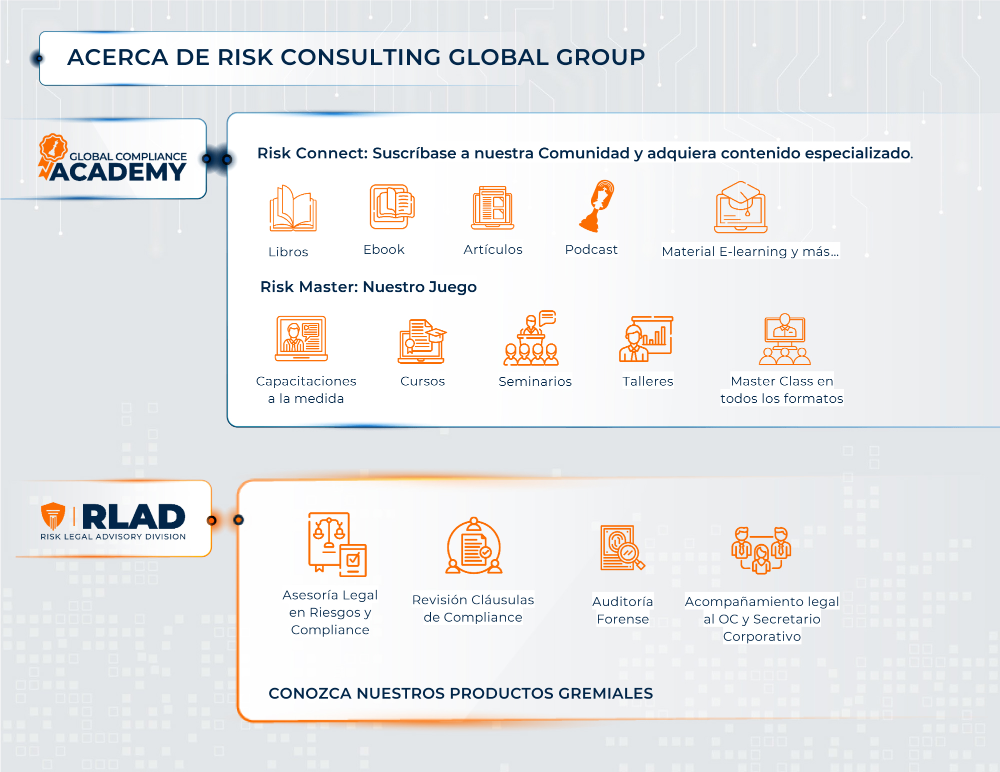 ACERCA DE RISK CONSULTING GLOBAL GROUP
GLOBAL COMPLIANCE
ACADEMY
Risk Connect: Suscríbase a nuestra Comunidad y adquiera contenido especializado.
Libros
Ebook
Artículos
Podcast
Material E-learning y más...
Risk Master: Nuestro Juego
Capacitaciones
a la medida
Cursos
Seminarios
Talleres
Master Class en
todos los formatos
RLAD
RISK LEGAL ADVISORY DIVISION
Asesoría Legal
en Riesgos y
Compliance
Revisión Cláusulas
de Compliance
Auditoría
Forense
Acompañamiento legal
al OC y Secretario
Corporativo
CONOZCA NUESTROS PRODUCTOS GREMIALES